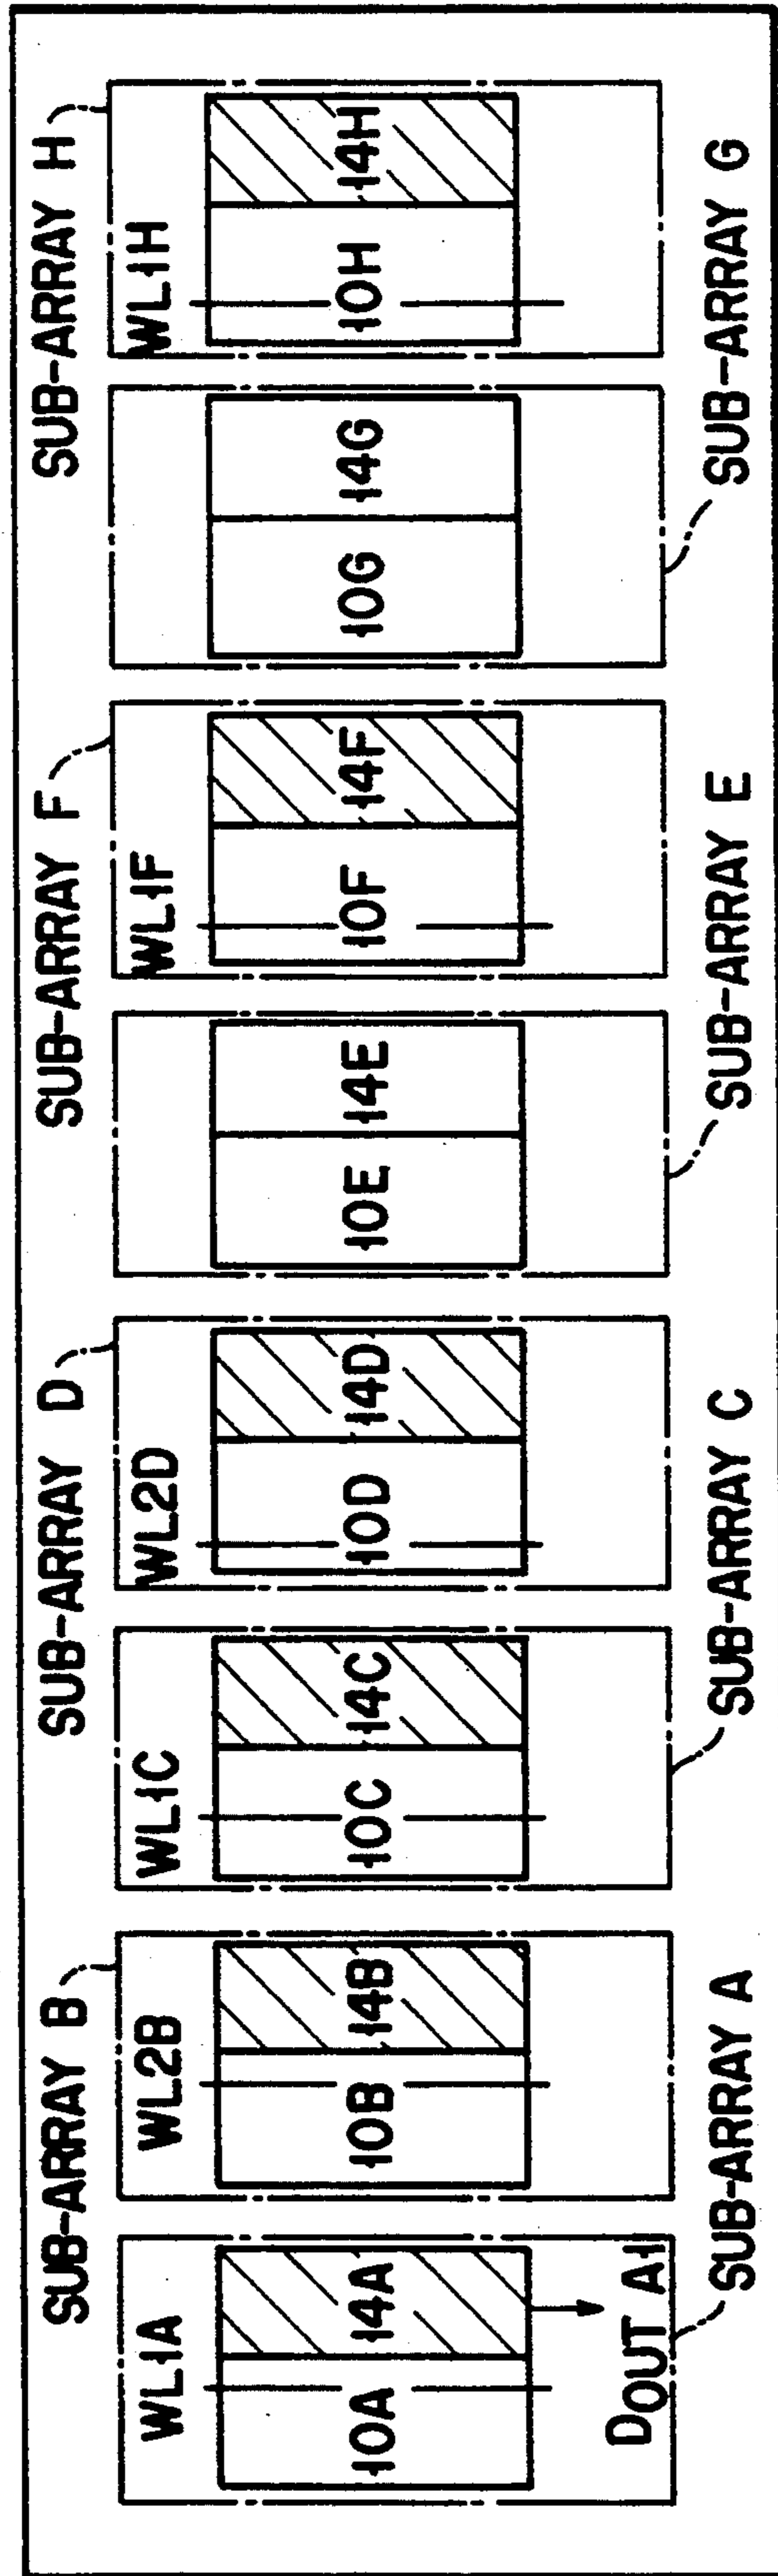 SUB-ARRAY B
SUB-ARRAY D
SUB-ARRAY F
SUB-ARRAY H
WL1A
WL2B
WL1C
WL2D
WL1F
WL1H
10A 14A
10B 14B
10C 14C
10D 14D
10E 14E
10F 14F
10G 14G
10H 14H
DOUT A1
SUB-ARRAY A
SUB-ARRAY C
SUB-ARRAY E
SUB-ARRAY G